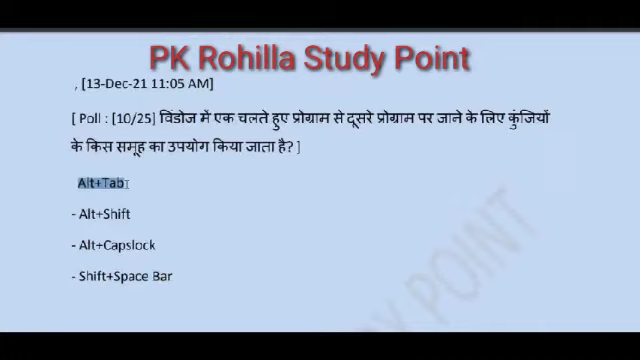 PK Rohilla Study Point
, [13-Dec-21 11:05 AM]
[ Poll : [10/25] विंडोज में एक चलते हुए प्रोग्राम से दूसरे प्रोग्राम पर जाने के लिए कुंजियों
के किस समूह का उपयोग किया जाता है? ]
Alt+Tab
- Alt+Shift
- Alt+Capslock
- Shift+Space Bar
POINT